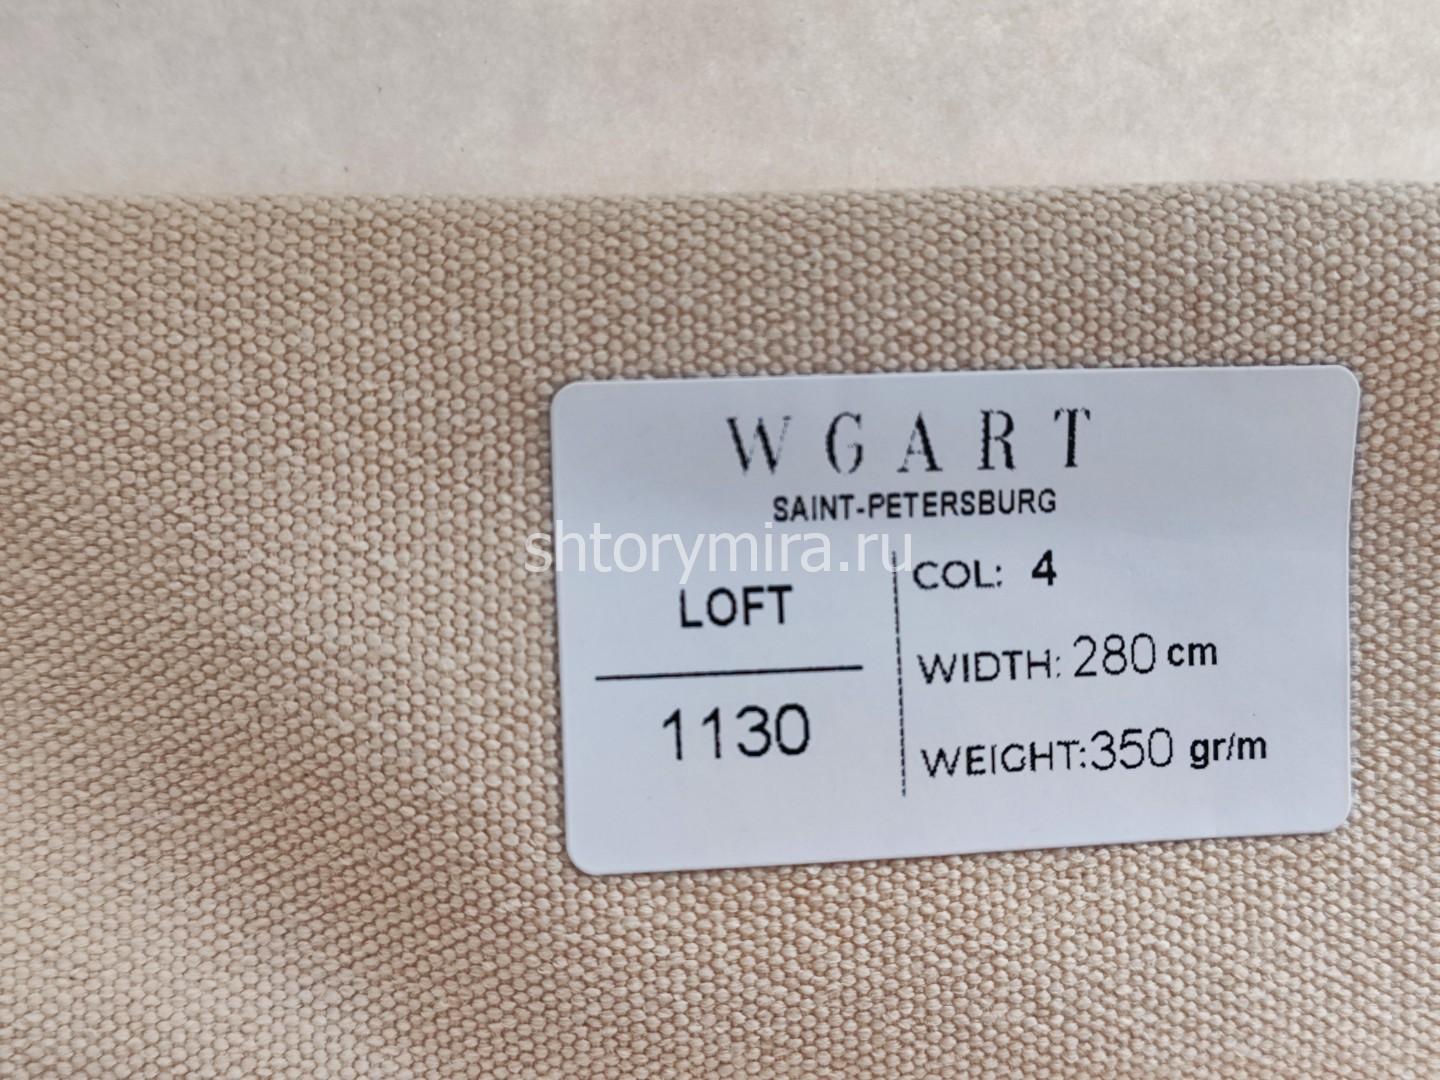 WGART
SAINT-PETERSBURG
shtorymira.ru
LOFT
1130
COL: 4
WIDTH: 280 cm
WEIGHT: 350 gr/m